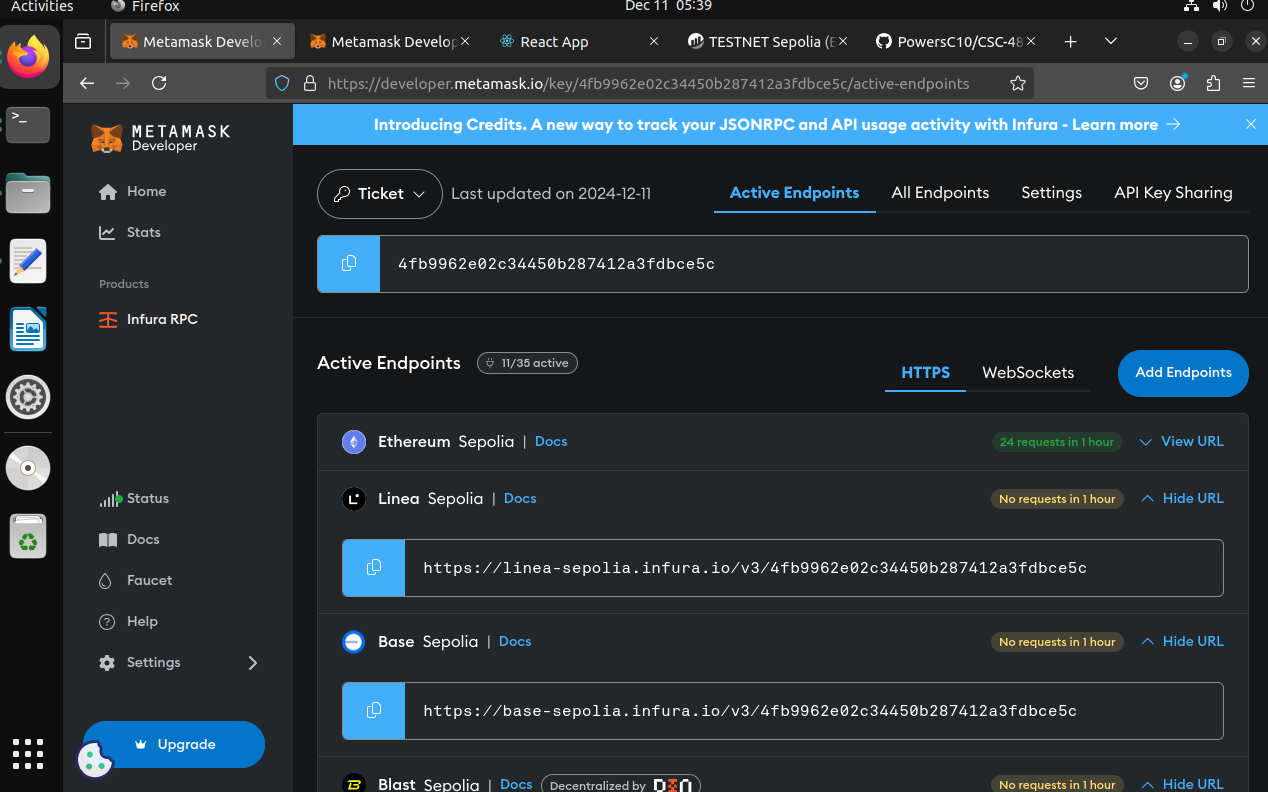 Activities Firefox Dec 11 05:39
Metamask Develo Metamask Develop React App TESTNET Sepolia (E PowersC10/CSC-48
https://developer.metamask.io/key/4fb9962e02c34450b287412a3fdbce5c/active-endpoints
METAMASK
Developer
Introducing Credits. A new way to track your JSONRPC and API usage activity with Infura - Learn more
Home
Stats
Products
Infura RPC
Ticket Last updated on 2024-12-11 Active Endpoints All Endpoints Settings API Key Sharing
4fb9962e02c34450b287412a3fdbce5c
Active Endpoints 11/35 active HTTPS WebSockets Add Endpoints
Ethereum Sepolia | Docs 24 requests in 1 hour View URL
Linea Sepolia | Docs No requests in 1 hour Hide URL
https://linea-sepolia.infura.io/v3/4fb9962e02c34450b287412a3fdbce5c
Base Sepolia | Docs No requests in 1 hour Hide URL
https://base-sepolia.infura.io/v3/4fb9962e02c34450b287412a3fdbce5c
Blast Sepolia | Docs Decentralized by DIN No requests in 1 hour Hide URL
Status
Docs
Faucet
Help
Settings
Upgrade